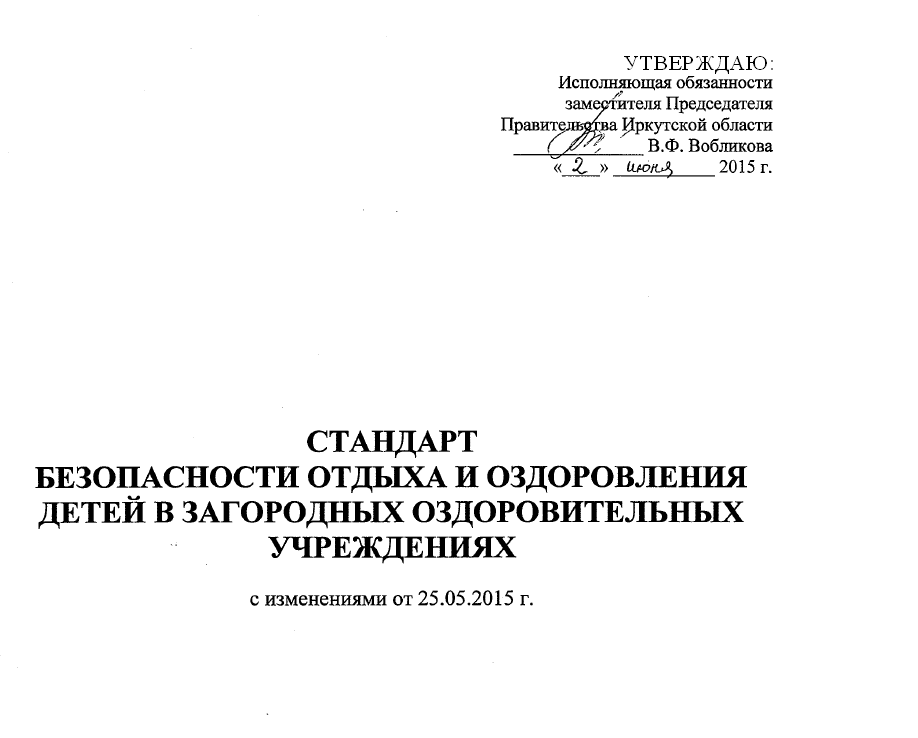 УТВЕРЖДАЮ:
Исполняющая обязанности
заместителя Председателя
Правительства Иркутской области
______________ В.Ф. Вобликова
« 2 » июня 2015 г.
СТАНДАРТ
БЕЗОПАСНОСТИ ОТДЫХА И ОЗДОРОВЛЕНИЯ
ДЕТЕЙ В ЗАГОРОДНЫХ ОЗДОРОВИТЕЛЬНЫХ
УЧРЕЖДЕНИЯХ
с изменениями от 25.05.2015 г.